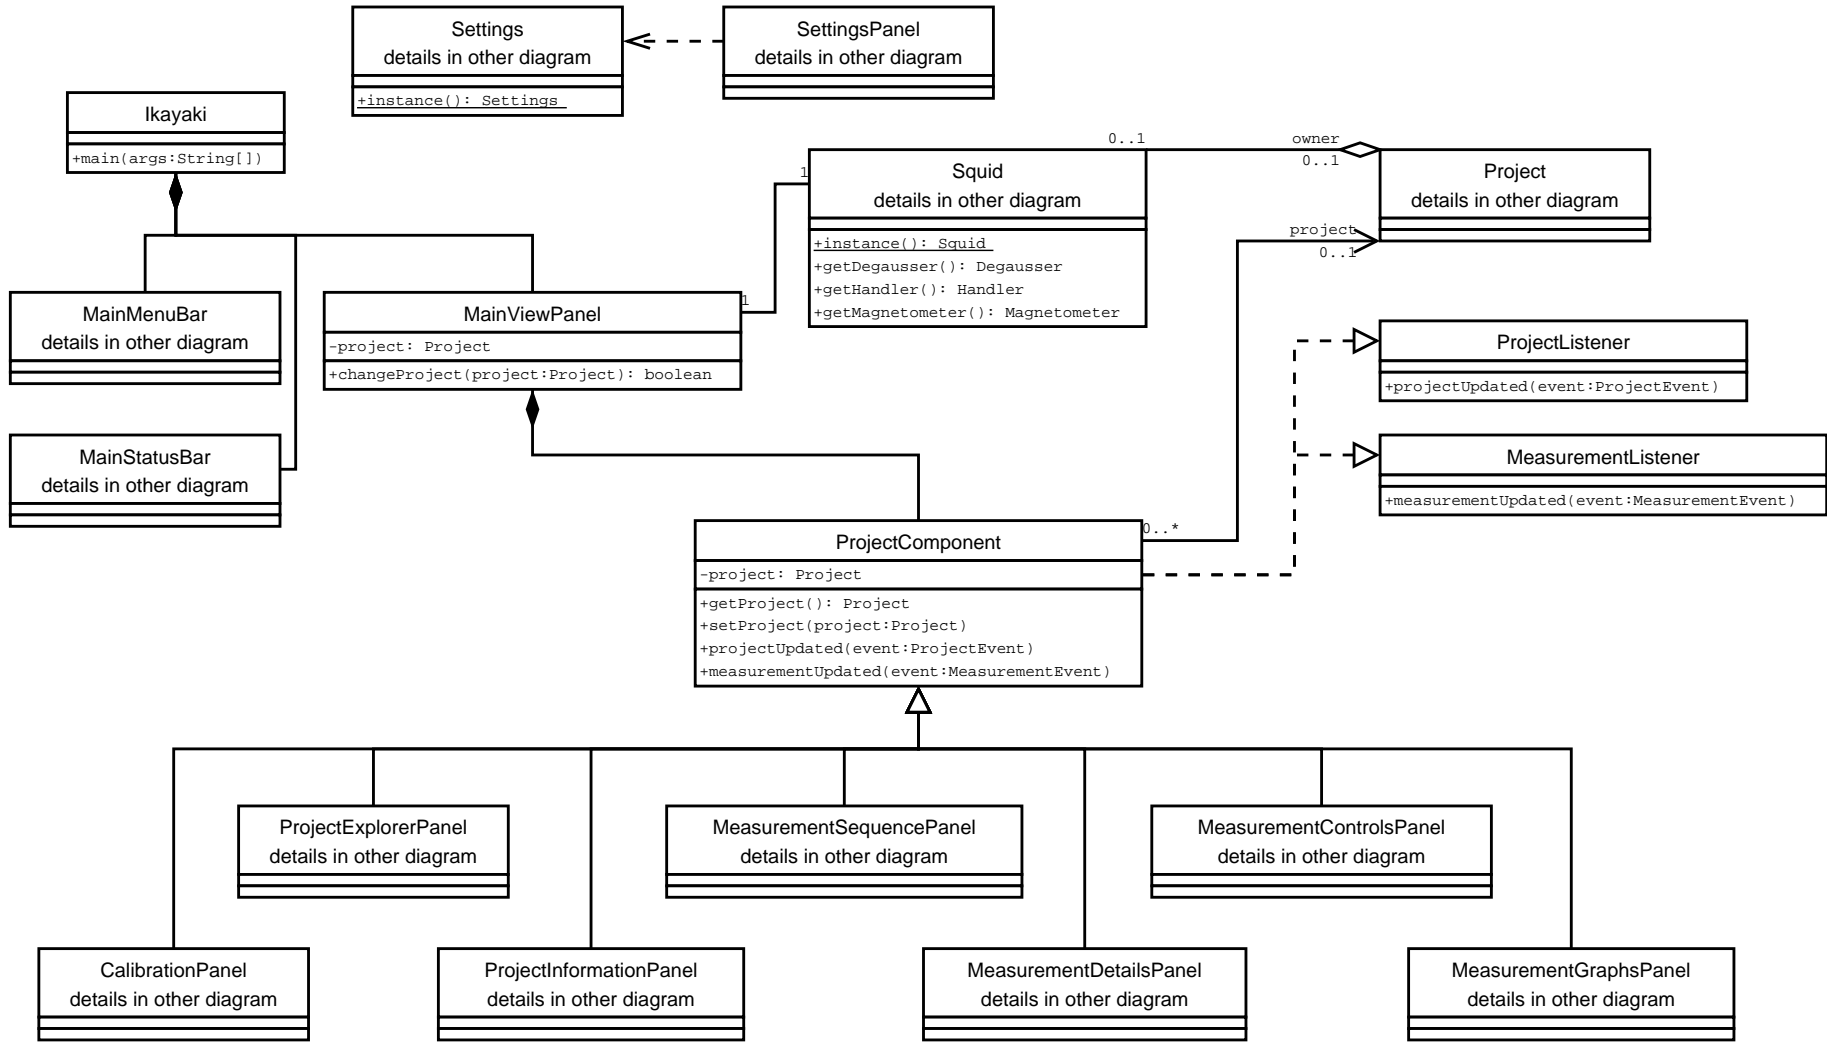 Settings
details in other diagram
+instance(): Settings
SettingsPanel
details in other diagram
Ikayaki
+main(args:String[])
0..1
owner
0..1
1
Squid
details in other diagram
+instance(): Squid
+getDegausser(): Degausser
+getHandler(): Handler
+getMagnetometer(): Magnetometer
Project
details in other diagram
project
0..1
MainMenuBar
details in other diagram
1
MainViewPanel
-project: Project
+changeProject(project:Project): boolean
ProjectListener
+projectUpdated(event:ProjectEvent)
MainStatusBar
details in other diagram
MeasurementListener
+measurementUpdated(event:MeasurementEvent)
0..*
ProjectComponent
-project: Project
+getProject(): Project
+setProject(project:Project)
+projectUpdated(event:ProjectEvent)
+measurementUpdated(event:MeasurementEvent)
ProjectExplorerPanel
details in other diagram
MeasurementSequencePanel
details in other diagram
MeasurementControlsPanel
details in other diagram
CalibrationPanel
details in other diagram
ProjectInformationPanel
details in other diagram
MeasurementDetailsPanel
details in other diagram
MeasurementGraphsPanel
details in other diagram